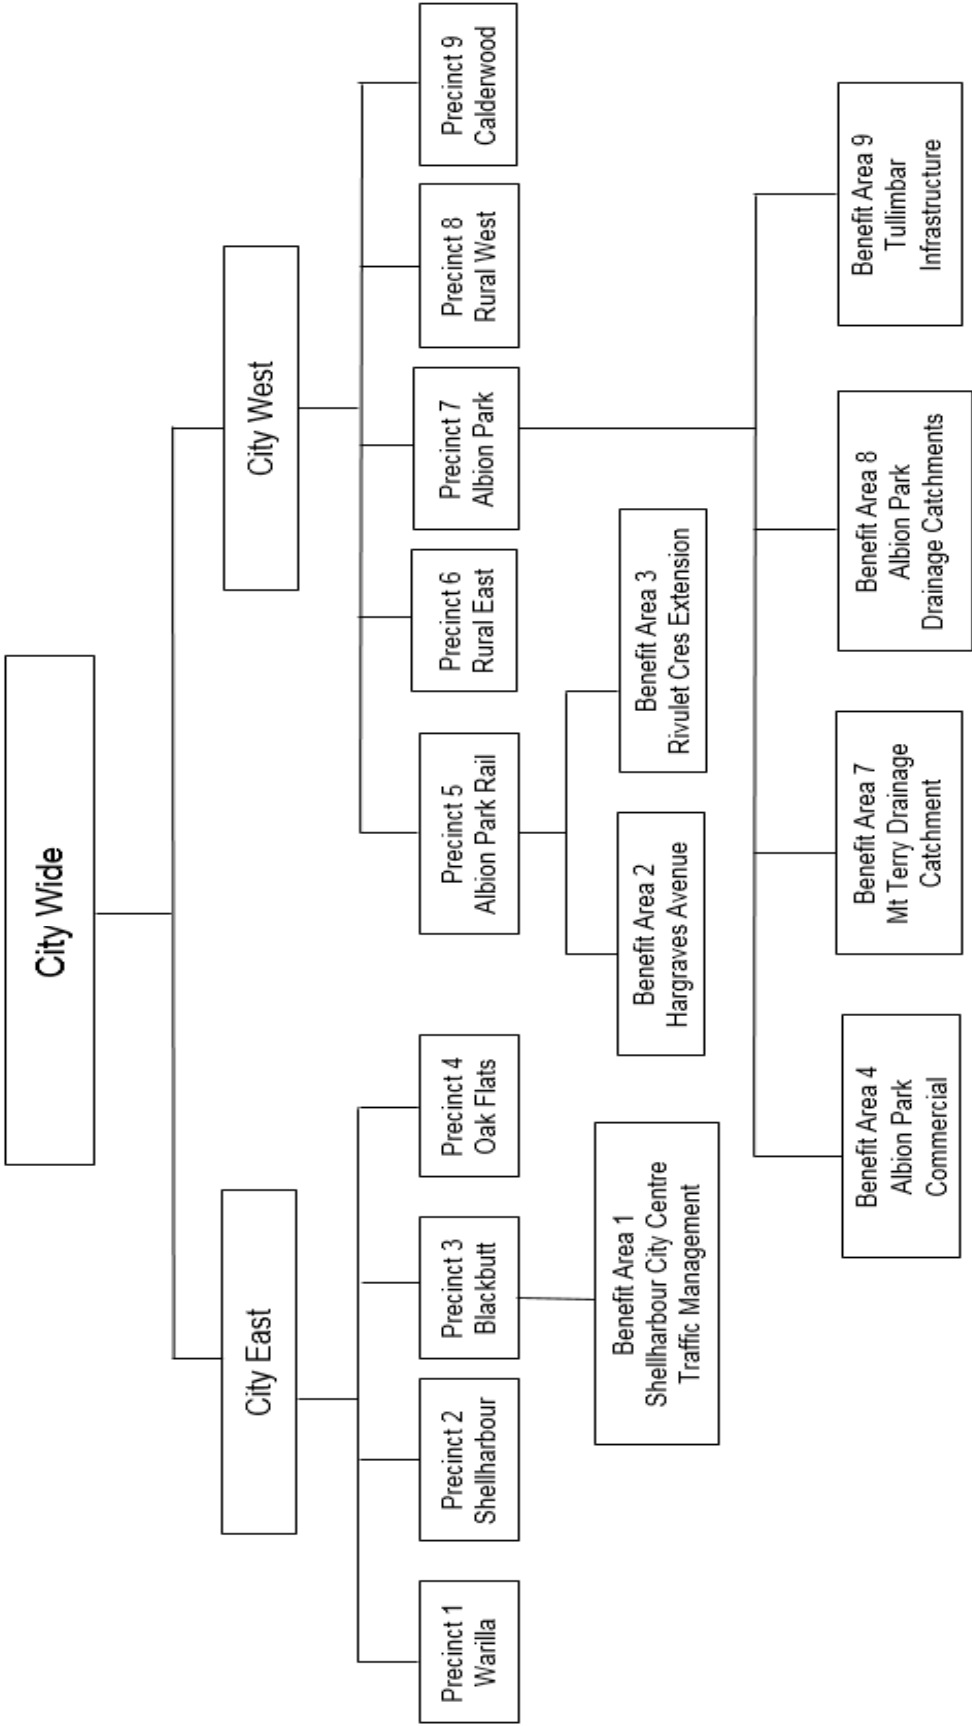 City Wide
City East
City West
Precinct 1
Warilla
Precinct 2
Shellharbour
Precinct 3
Blackbutt
Precinct 4
Oak Flats
Precinct 5
Albion Park Rail
Precinct 6
Rural East
Precinct 7
Albion Park
Precinct 8
Rural West
Precinct 9
Calderwood
Benefit Area 1
Shellharbour City Centre
Traffic Management
Benefit Area 2
Hargraves Avenue
Benefit Area 3
Rivulet Cres Extension
Benefit Area 4
Albion Park
Commercial
Benefit Area 7
Mt Terry Drainage
Catchment
Benefit Area 8
Albion Park
Drainage Catchments
Benefit Area 9
Tullimbar
Infrastructure